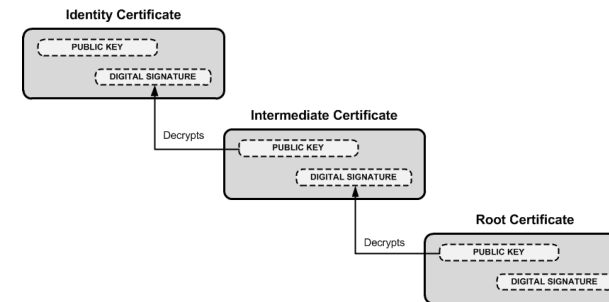 Identity Certificate
PUBLIC KEY
DIGITAL SIGNATURE
Decrypts
Intermediate Certificate
PUBLIC KEY
DIGITAL SIGNATURE
Decrypts
Root Certificate
PUBLIC KEY
DIGITAL SIGNATURE